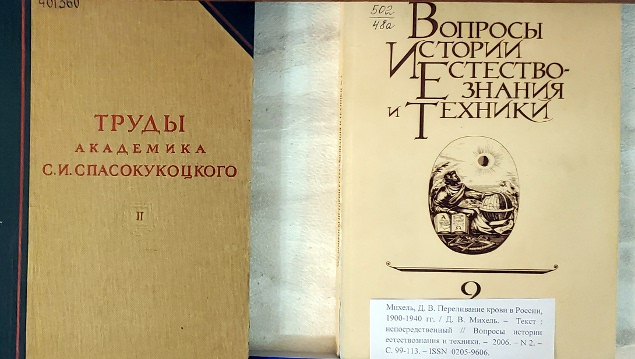 401360
ТРУДЫ
АКАДЕМИКА
С.И.СПАСОКУКОЦКОГО
II
502
48а
ВОПРОСЫ
ИСТОРИИ
ЕСТЕСТВО-
ЗНАНИЯ
И ТЕХНИКИ
Михель, Д. В. Переливание крови в России,
1900-1940 гг. / Д. В. Михель. – Текст :
непосредственный // Вопросы истории
естествознания и техники. – 2006. – N 2. –
С. 99-113. – ISSN 0205-9606.